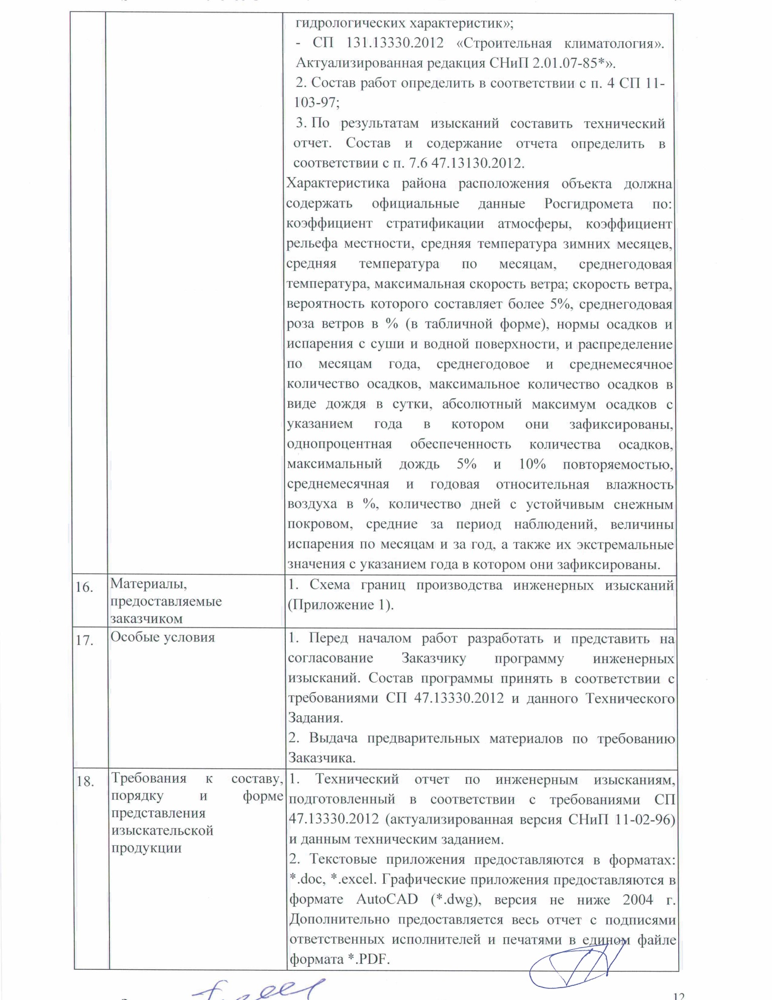 гидрологических характеристик»;
- СП 131.13330.2012 «Строительная климатология».
Актуализированная редакция СНиП 2.01.07-85*».
2. Состав работ определить в соответствии с п. 4 СП 11-
103-97;
3. По результатам изысканий составить технический
отчет. Состав и содержание отчета определить в
соответствии с п. 7.6 47.13130.2012.
Характеристика района расположения объекта должна
содержать официальные данные Росгидромета по:
коэффициент стратификации атмосферы, коэффициент
рельефа местности, средняя температура зимних месяцев,
средняя температура по месяцам, среднегодовая
температура, максимальная скорость ветра; скорость ветра,
вероятность которого составляет более 5%, среднегодовая
роза ветров в % (в табличной форме), нормы осадков и
испарения с суши и водной поверхности, и распределение
по месяцам года, среднегодовое и среднемесячное
количество осадков, максимальное количество осадков в
виде дождя в сутки, абсолютный максимум осадков с
указанием года в котором они зафиксированы,
однопроцентная обеспеченность количества осадков,
максимальный дождь 5% и 10% повторяемостью,
среднемесячная и годовая относительная влажность
воздуха в %, количество дней с устойчивым снежным
покровом, средние за период наблюдений, величины
испарения по месяцам и за год, а также их экстремальные
значения с указанием года в котором они зафиксированы.
16.
Материалы,
предоставляемые
заказчиком
1. Схема границ производства инженерных изысканий
(Приложение 1).
17.
Особые условия
1. Перед началом работ разработать и представить на
согласование Заказчику программу инженерных
изысканий. Состав программы принять в соответствии с
требованиями СП 47.13330.2012 и данного Технического
Задания.
2. Выдача предварительных материалов по требованию
Заказчика.
18.
Требования к составу,
порядку и форме
представления
изыскательской
продукции
1. Технический отчет по инженерным изысканиям,
подготовленный в соответствии с требованиями СП
47.13330.2012 (актуализированная версия СНиП 11-02-96)
и данным техническим заданием.
2. Текстовые приложения предоставляются в форматах:
*.doc, *.excel. Графические приложения предоставляются в
формате AutoCAD (*.dwg), версия не ниже 2004 г.
Дополнительно предоставляется весь отчет с подписями
ответственных исполнителей и печатями в едином файле
формата *.PDF.
12